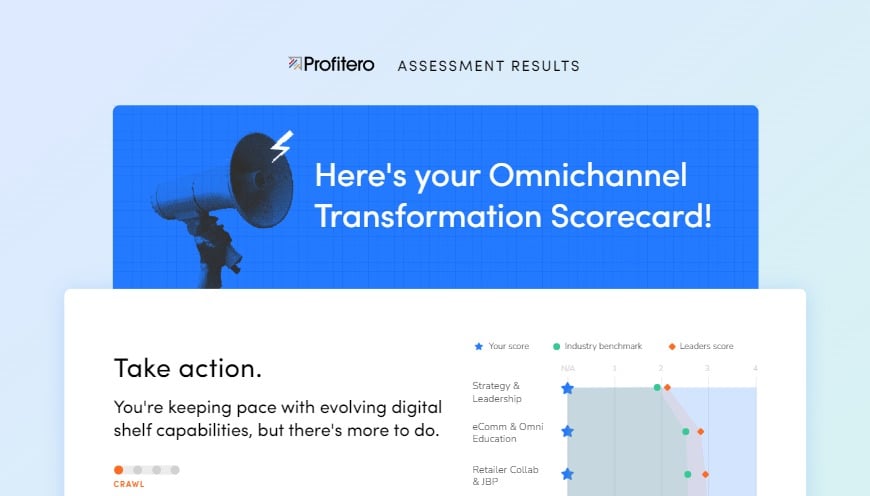 Profitero ASSESSMENT RESULTS
Here's your Omnichannel
Transformation Scorecard!
Take action.
You're keeping pace with evolving digital
shelf capabilities, but there's more to do.
CRAWL
Your score Industry benchmark Leaders score
N/A 1 2 3 4
Strategy &
Leadership
eComm & Omni
Education
Retailer Collab
& JBP